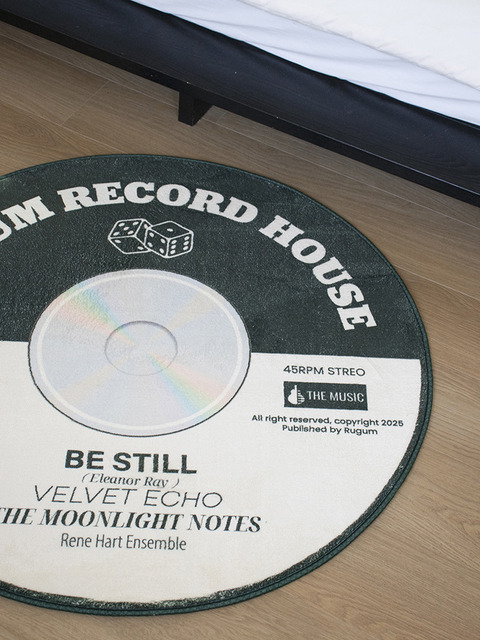 UM RECORD HOUSE
45RPM STREO
THE MUSIC
All right reserved, copyright 2025
Published by Rugum
BE STILL
(Eleanor Ray )
VELVET ECHO
THE MOONLIGHT NOTES
Rene Hart Ensemble